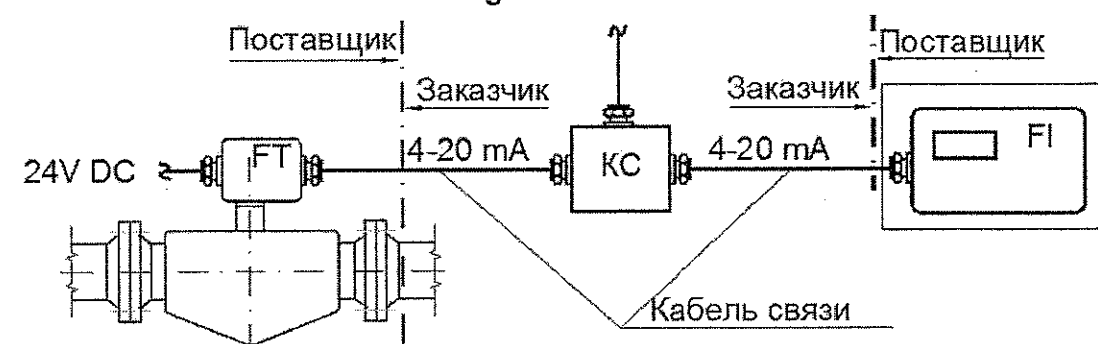 Поставщик
Поставщик
Заказчик
Заказчик
24V DC
FT
4-20 mA
КС
4-20 mA
FI
Кабель связи